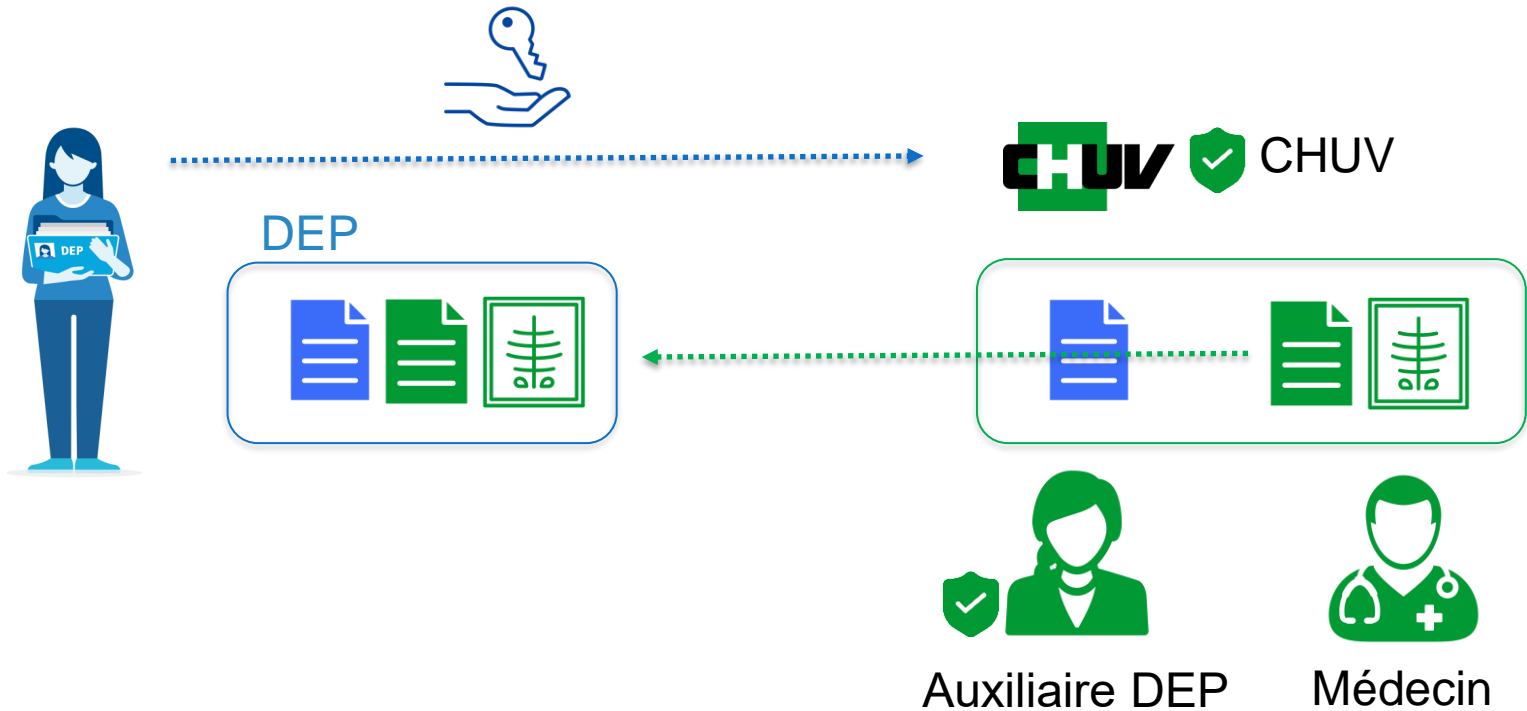 CHUV
CHUV
DEP
DEP
Auxiliaire DEP
Médecin